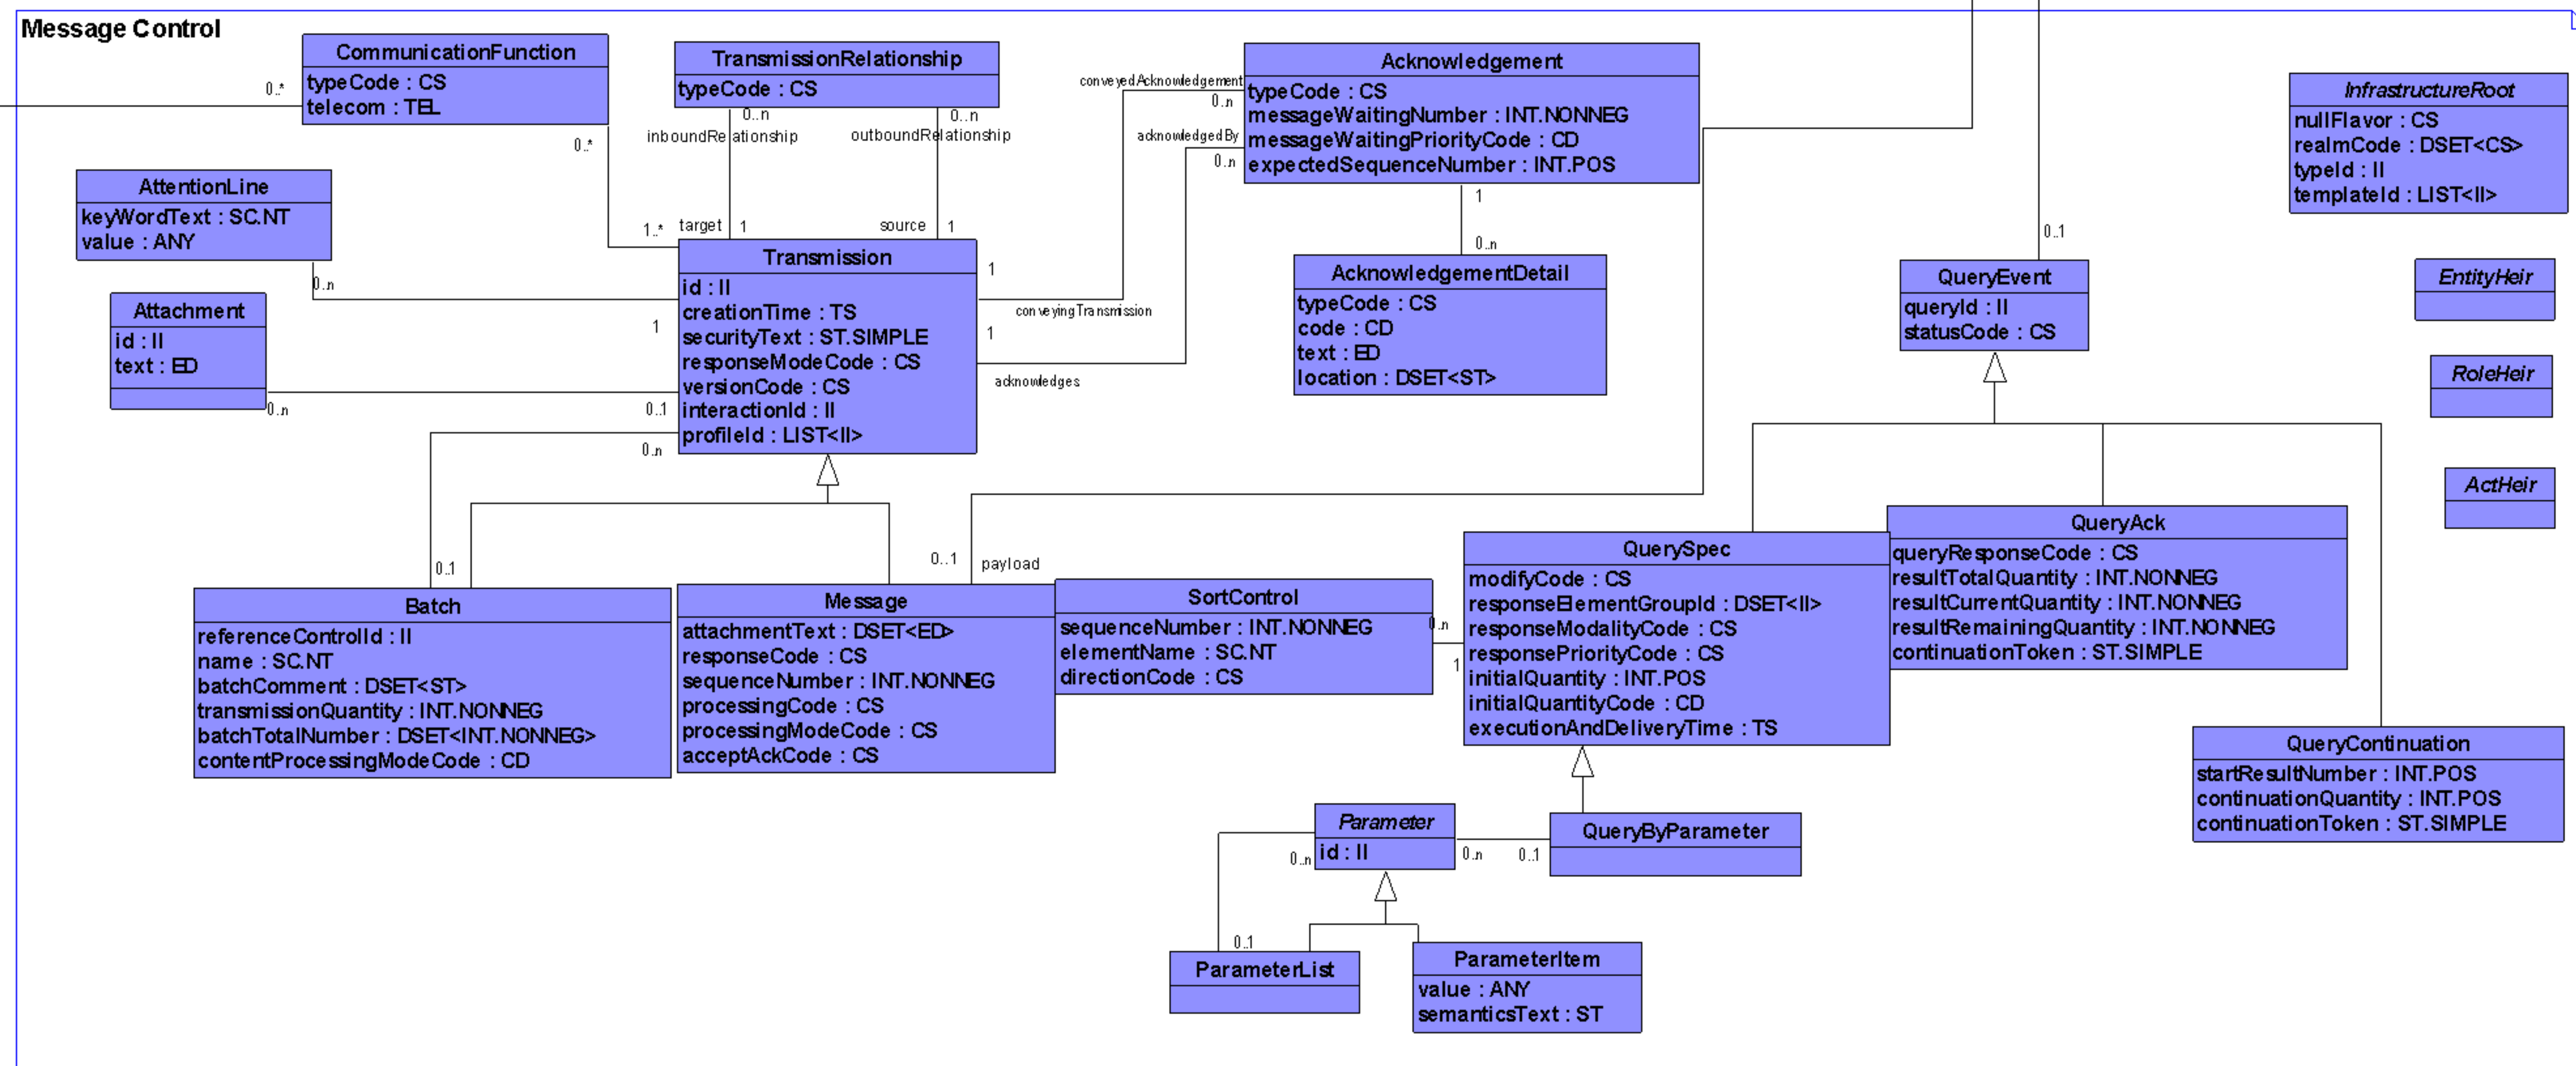 Message Control
CommunicationFunction
typeCode : CS
telecom : TEL
0..*
0..*
TransmissionRelationship
typeCode : CS
0..n
0..n
inboundRelationship
outboundRelationship
target
1
source
1
1..*
Acknowledgement
typeCode : CS
messageWaitingNumber : INT.NONNEG
messageWaitingPriorityCode : CD
expectedSequenceNumber : INT.POS
conveyedAcknowledgement
0..n
acknowledgedBy
0..n
1
0..n
InfrastructureRoot
nullFlavor : CS
realmCode : DSET<CS>
typeId : II
templateId : LIST<II>
AttentionLine
keyWordText : SC.NT
value : ANY
0..n
1
Transmission
id : II
creationTime : TS
securityText : ST.SIMPLE
responseModeCode : CS
versionCode : CS
interactionId : II
profileId : LIST<II>
1
conveyingTransmission
1
acknowledges
AcknowledgementDetail
typeCode : CS
code : CD
text : ED
location : DSET<ST>
0..1
QueryEvent
queryId : II
statusCode : CS
EntityHeir
RoleHeir
ActHeir
Attachment
id : II
text : ED
0..n
0..1
0..n
0..1
0..1
payload
Batch
referenceControlId : II
name : SC.NT
batchComment : DSET<ST>
transmissionQuantity : INT.NONNEG
batchTotalNumber : DSET<INT.NONNEG>
contentProcessingModeCode : CD
Message
attachmentText : DSET<ED>
responseCode : CS
sequenceNumber : INT.NONNEG
processingCode : CS
processingModeCode : CS
acceptAckCode : CS
SortControl
sequenceNumber : INT.NONNEG
elementName : SC.NT
directionCode : CS
0..n
1
QuerySpec
modifyCode : CS
responseElementGroupId : DSET<II>
responseModalityCode : CS
responsePriorityCode : CS
initialQuantity : INT.POS
initialQuantityCode : CD
executionAndDeliveryTime : TS
QueryAck
queryResponseCode : CS
resultTotalQuantity : INT.NONNEG
resultCurrentQuantity : INT.NONNEG
resultRemainingQuantity : INT.NONNEG
continuationToken : ST.SIMPLE
QueryContinuation
startResultNumber : INT.POS
continuationQuantity : INT.POS
continuationToken : ST.SIMPLE
Parameter
id : II
0..n
0..n
0..1
QueryByParameter
0..1
ParameterList
ParameterItem
value : ANY
semanticsText : ST